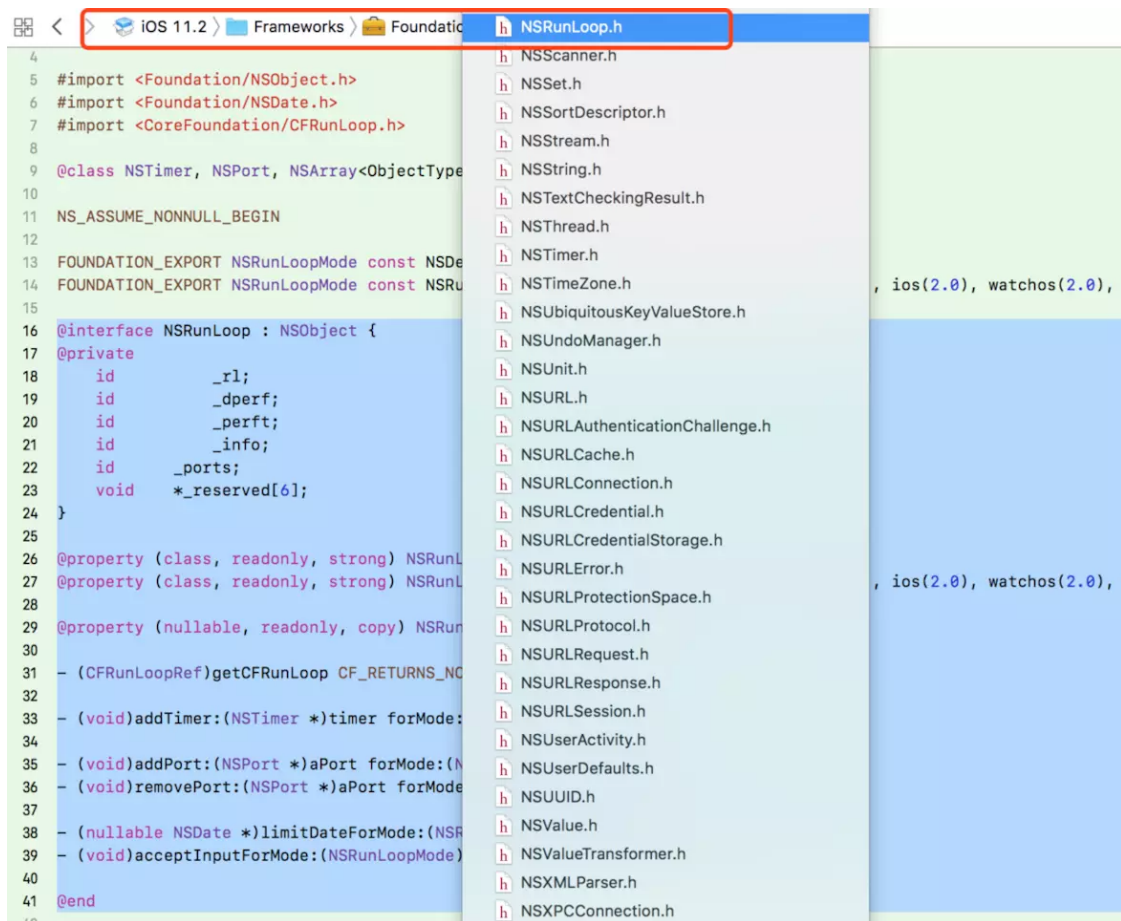 iOS 11.2 〉 Frameworks 〉 Foundatio
NSRunLoop.h
NSScanner.h
NSSet.h
NSSortDescriptor.h
NSStream.h
NSString.h
NSTextCheckingResult.h
NSThread.h
NSTimer.h
NSTimeZone.h
NSUbiquitousKeyValueStore.h
NSUndoManager.h
NSUnit.h
NSURL.h
NSURLAuthenticationChallenge.h
NSURLCache.h
NSURLConnection.h
NSURLCredential.h
NSURLCredentialStorage.h
NSURLError.h
NSURLProtectionSpace.h
NSURLProtocol.h
NSURLRequest.h
NSURLResponse.h
NSURLSession.h
NSUserActivity.h
NSUserDefaults.h
NSUUID.h
NSValue.h
NSValueTransformer.h
NSXMLParser.h
NSXPCConnection.h
4
5 #import <Foundation/NSObject.h>
6 #import <Foundation/NSDate.h>
7 #import <CoreFoundation/CFRunLoop.h>
8
9 @class NSTimer, NSPort, NSArray<ObjectType
10
11 NS_ASSUME_NONNULL_BEGIN
12
13 FOUNDATION_EXPORT NSRunLoopMode const NSDe
14 FOUNDATION_EXPORT NSRunLoopMode const NSRu , ios(2.0), watchos(2.0),
15
16 @interface NSRunLoop : NSObject {
17 @private
18 id _rl;
19 id _dperf;
20 id _perft;
21 id _info;
22 id _ports;
23 void *_reserved[6];
24 }
25
26 @property (class, readonly, strong) NSRunL
27 @property (class, readonly, strong) NSRunL , ios(2.0), watchos(2.0),
28
29 @property (nullable, readonly, copy) NSRun
30
31 - (CFRunLoopRef)getCFRunLoop CF_RETURNS_NO
32
33 - (void)addTimer:(NSTimer *)timer forMode:
34
35 - (void)addPort:(NSPort *)aPort forMode:(N
36 - (void)removePort:(NSPort *)aPort forMode
37
38 - (nullable NSDate *)limitDateForMode:(NSR
39 - (void)acceptInputForMode:(NSRunLoopMode)
40
41 @end